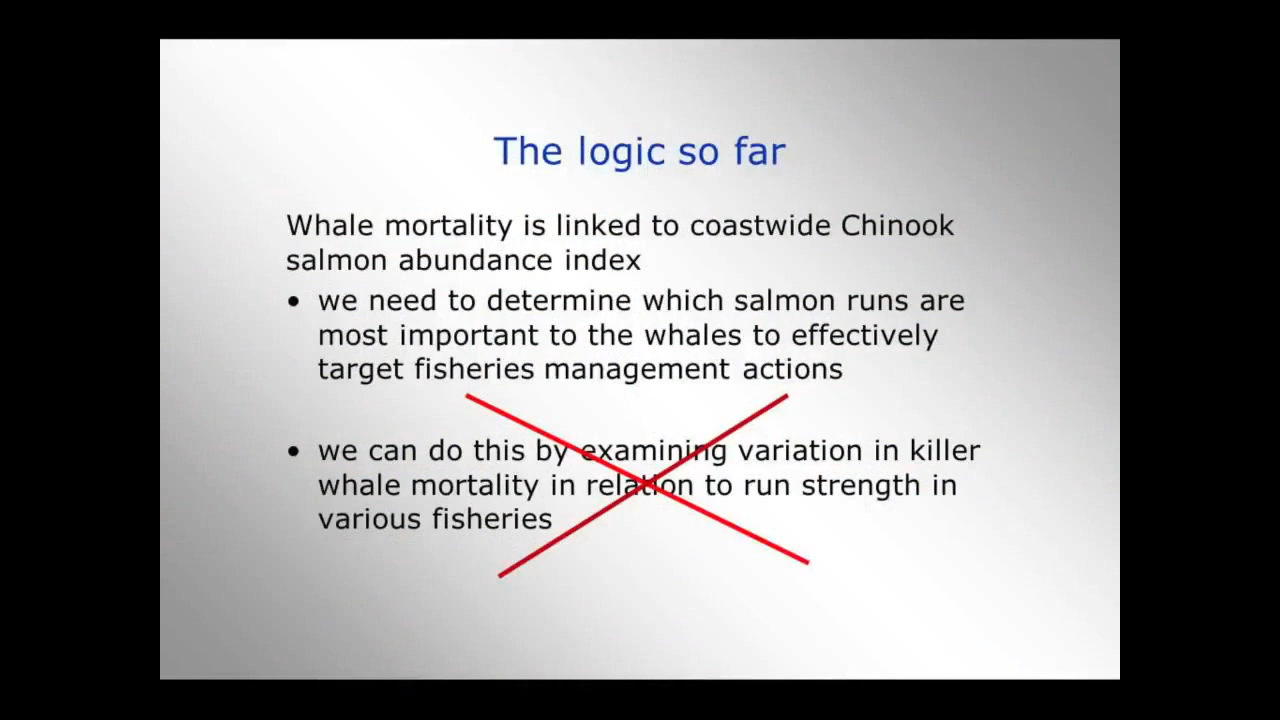 The logic so far
Whale mortality is linked to coastwide Chinook
salmon abundance index
• we need to determine which salmon runs are
most important to the whales to effectively
target fisheries management actions
• we can do this by examining variation in killer
whale mortality in relation to run strength in
various fisheries